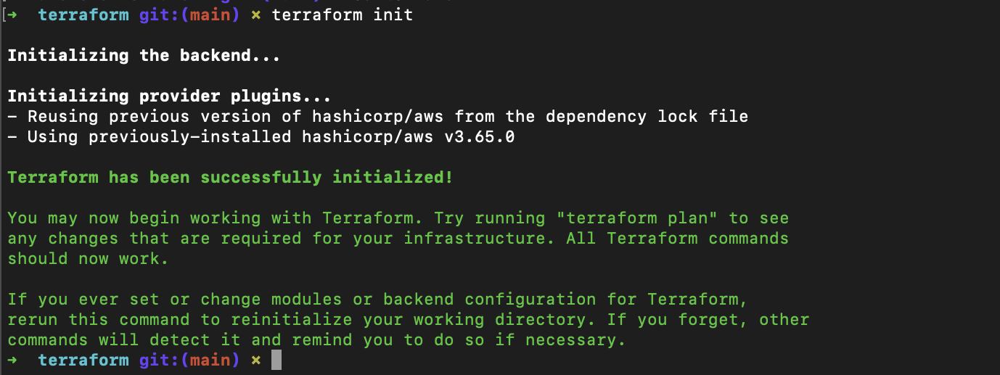 [➜  terraform git:(main) ✗ terraform init
Initializing the backend...
Initializing provider plugins...
– Reusing previous version of hashicorp/aws from the dependency lock file
– Using previously-installed hashicorp/aws v3.65.0
Terraform has been successfully initialized!
You may now begin working with Terraform. Try running "terraform plan" to see
any changes that are required for your infrastructure. All Terraform commands
should now work.
If you ever set or change modules or backend configuration for Terraform,
rerun this command to reinitialize your working directory. If you forget, other
commands will detect it and remind you to do so if necessary.
➜  terraform git:(main) ✗